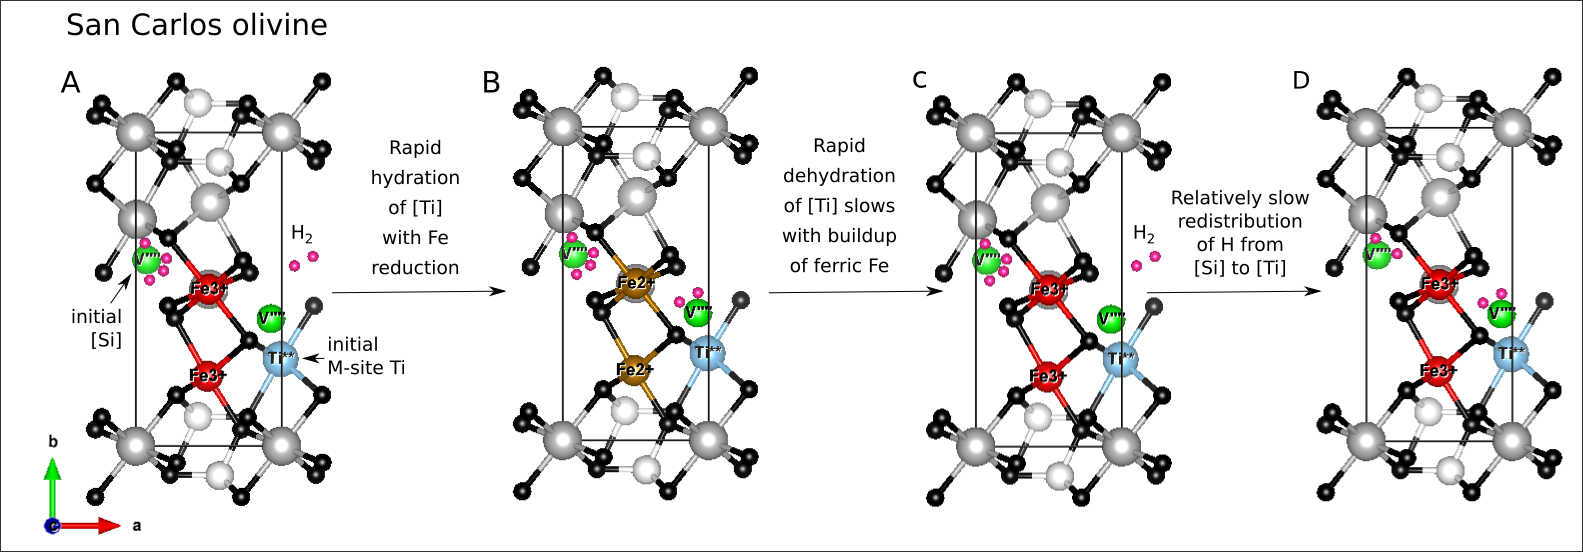 San Carlos olivine
A
B
C
D
Rapid
hydration
of [Ti]
with Fe
reduction
Rapid
dehydration
of [Ti] slows
with buildup
of ferric Fe
Relatively slow
redistribution
of H from
[Si] to [Ti]
H2
H2
V''''
Fe3+
V''''
Ti**
Fe3+
initial
[Si]
initial
M-site Ti
V''''
Fe2+
V''''
Ti**
Fe2+
V''''
Fe3+
V''''
Ti**
Fe3+
V''''
Fe3+
V''''
Ti**
Fe3+
b
c
a